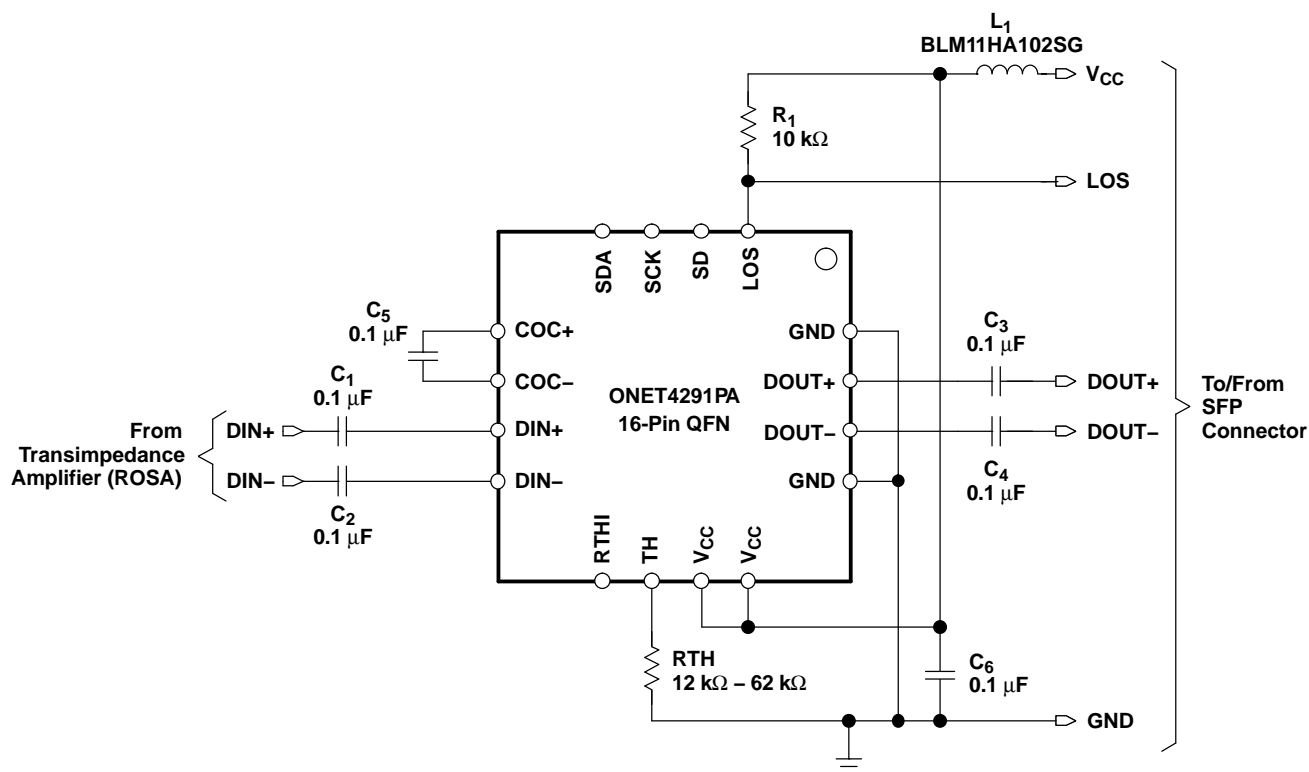 L1
BLM11HA102SG
VCC
R1
10 kΩ
LOS
SDA
SCK
SD
LOS
C5
0.1 μF
COC+
GND
C3
0.1 μF
COC–
DOUT+
DOUT+
ONET4291PA
16-Pin QFN
C1
0.1 μF
To/From
SFP
Connector
From
Transimpedance
Amplifier (ROSA)
DIN+
DIN+
DOUT–
DOUT–
DIN–
DIN–
GND
C4
0.1 μF
C2
0.1 μF
RTHI
TH
VCC
VCC
RTH
12 kΩ – 62 kΩ
C6
0.1 μF
GND